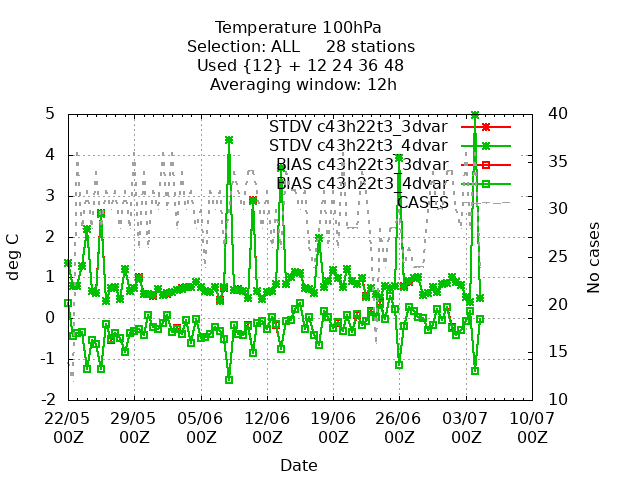 Temperature 100hPa
Selection: ALL     28 stations
Used {12} + 12 24 36 48
Averaging window: 12h
STDV c43h22t3_3dvar
STDV c43h22t3_4dvar
BIAS c43h22t3_3dvar
BIAS c43h22t3_4dvar
CASES
deg C
5
4
3
2
1
0
-1
-2
No cases
40
35
30
25
20
15
10
22/05 29/05 05/06 12/06 19/06 26/06 03/07 10/07
00Z 00Z 00Z 00Z 00Z 00Z 00Z 00Z
Date